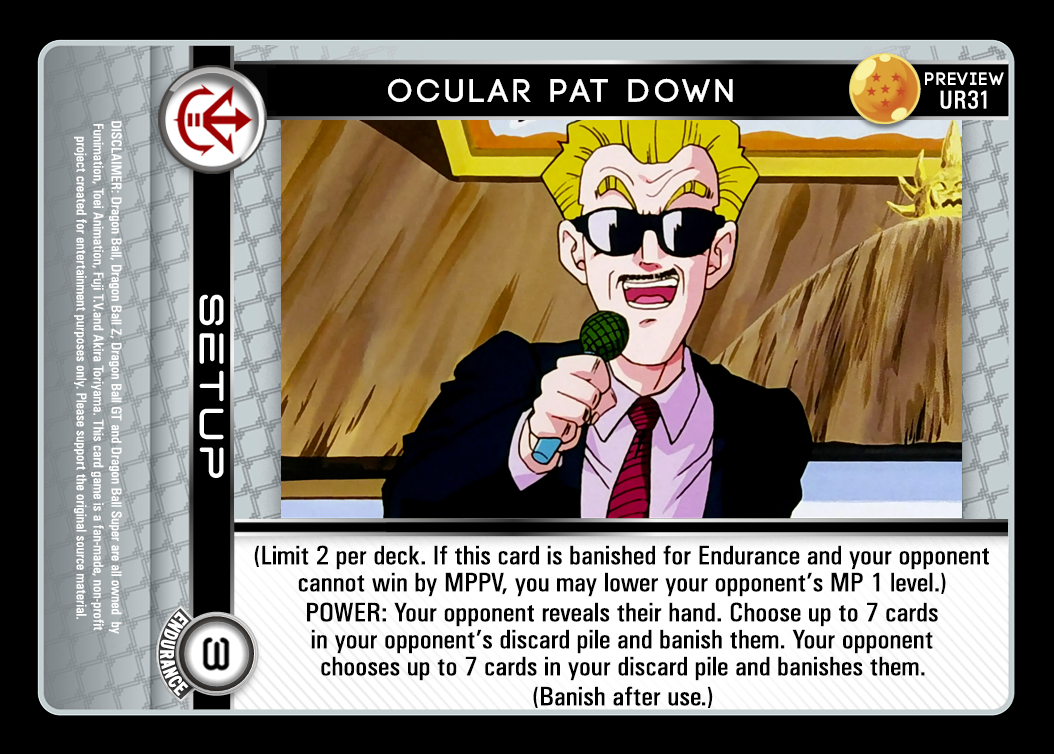 OCULAR PAT DOWN
PREVIEW
UR31
SETUP
ENDURANCE
3
(Limit 2 per deck. If this card is banished for Endurance and your opponent
cannot win by MPPV, you may lower your opponent's MP 1 level.)
POWER: Your opponent reveals their hand. Choose up to 7 cards
in your opponent's discard pile and banish them. Your opponent
chooses up to 7 cards in your discard pile and banishes them.
(Banish after use.)
DISCLAIMER: Dragon Ball, Dragon Ball Z, Dragon Ball GT and Dragon Ball Super are all owned by
Funimation, Toei Animation, Fuji T.V.and Akira Toriyama. This card game is a fan-made, non-profit
project created for entertainment purposes only. Please support the original source material.